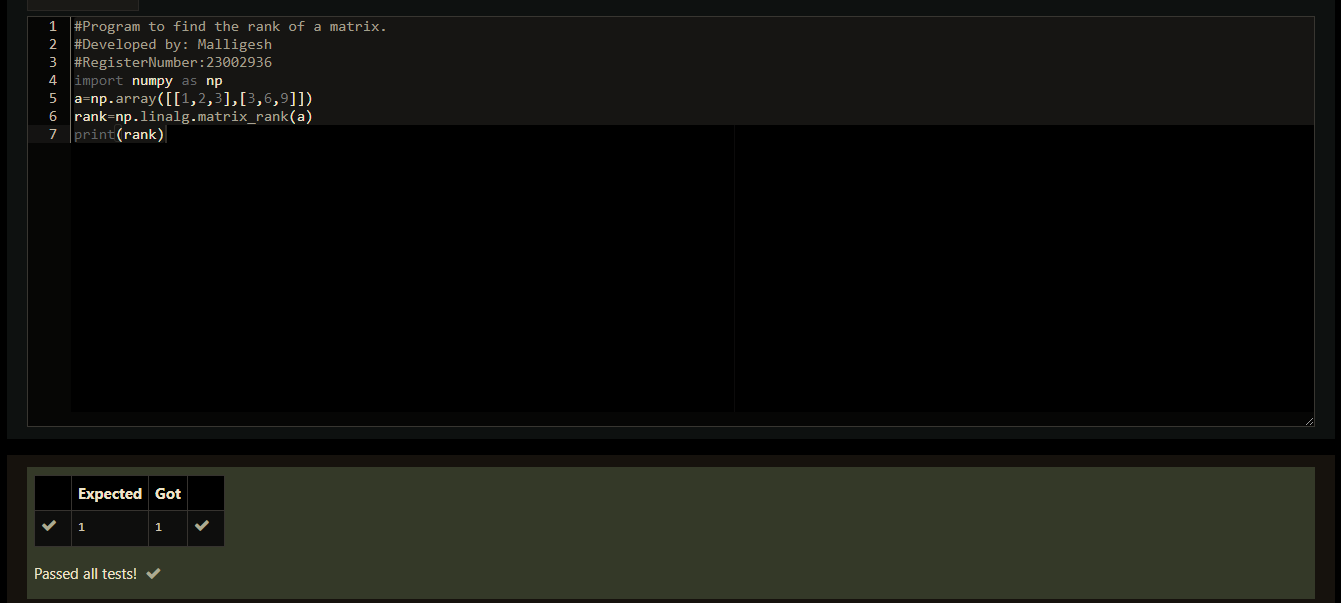 1 #Program to find the rank of a matrix.
2 #Developed by: Malligesh
3 #RegisterNumber:23002936
4 import numpy as np
5 a=np.array([[1,2,3],[3,6,9]])
6 rank=np.linalg.matrix_rank(a)
7 print(rank)
Expected Got
1 1
Passed all tests!